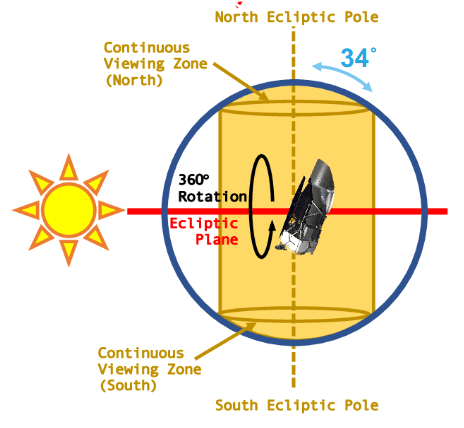 North Ecliptic Pole
Continuous
Viewing Zone
(North)
34°
360°
Rotation
Ecliptic
Plane
Continuous
Viewing Zone
(South)
South Ecliptic Pole